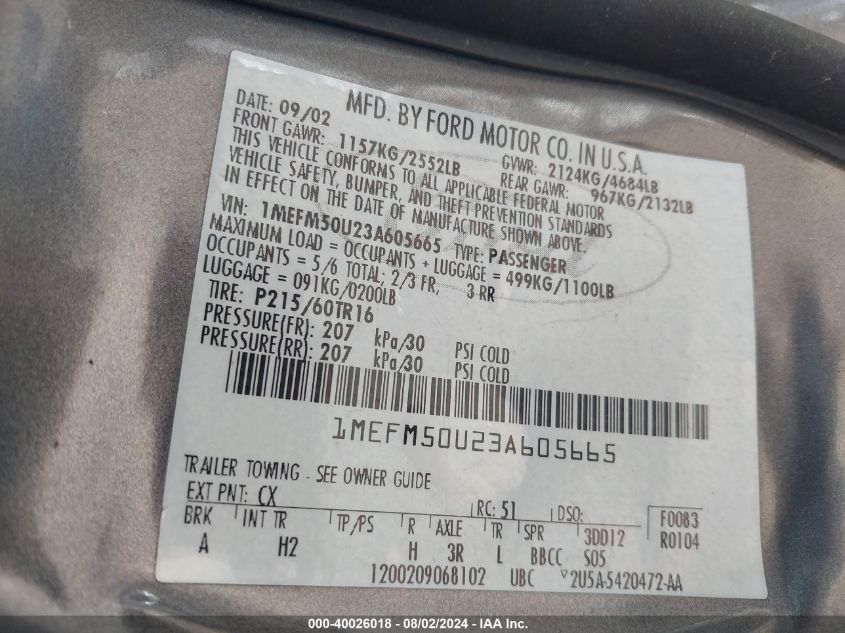 MFD. BY FORD MOTOR CO. IN U.S.A.
DATE: 09/02 GVWR: 2124KG/4684LB
FRONT GAWR: 1157KG/2552LB REAR GAWR: 967KG/2132LB
THIS VEHICLE CONFORMS TO ALL APPLICABLE FEDERAL MOTOR
VEHICLE SAFETY, BUMPER, AND THEFT PREVENTION STANDARDS
IN EFFECT ON THE DATE OF MANUFACTURE SHOWN ABOVE.
VIN: 1MEFM50U23A605665 TYPE: PASSENGER
MAXIMUM LOAD = OCCUPANTS + LUGGAGE = 499KG/1100LB
OCCUPANTS = 5/6 TOTAL; 2/3 FR, 3 RR
LUGGAGE = 091KG/0200LB
TIRE: P215/60TR16
PRESSURE(FR): 207 kPa/30 PSI COLD
PRESSURE(RR): 207 kPa/30 PSI COLD
1MEFM50U23A605665
TRAILER TOWING - SEE OWNER GUIDE
EXT PNT: CX RC: 51 DSO: F0083
BRK INT TR TP/PS R AXLE TR SPR 3DD12 R0104
A H2 H 3R L BBCC S05
1200209068102 UBC 2U5A-5420472-AA
000-40026018 - 08/02/2024 - IAA Inc.